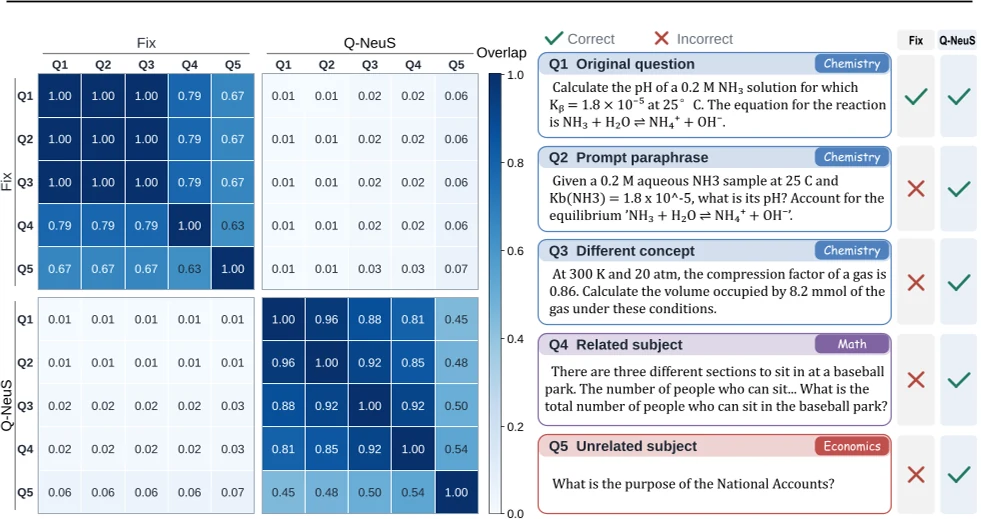 Fix
Q-NeuS
Overlap
Q1 Q2 Q3 Q4 Q5 Q1 Q2 Q3 Q4 Q5
Fix
Q1 1.00 1.00 1.00 0.79 0.67 0.01 0.01 0.02 0.02 0.06
Q2 1.00 1.00 1.00 0.79 0.67 0.01 0.01 0.02 0.02 0.06
Q3 1.00 1.00 1.00 0.79 0.67 0.01 0.01 0.02 0.02 0.06
Q4 0.79 0.79 0.79 1.00 0.63 0.01 0.01 0.02 0.02 0.06
Q5 0.67 0.67 0.67 0.63 1.00 0.01 0.01 0.03 0.03 0.07
Q-NeuS
Q1 0.01 0.01 0.01 0.01 0.01 1.00 0.96 0.88 0.81 0.45
Q2 0.01 0.01 0.01 0.01 0.01 0.96 1.00 0.92 0.85 0.48
Q3 0.02 0.02 0.02 0.02 0.03 0.88 0.92 1.00 0.92 0.50
Q4 0.02 0.02 0.02 0.02 0.03 0.81 0.85 0.92 1.00 0.54
Q5 0.06 0.06 0.06 0.06 0.07 0.45 0.48 0.50 0.54 1.00
1.0
0.8
0.6
0.4
0.2
0.0
Correct Incorrect
Fix Q-NeuS
Q1 Original question Chemistry
Calculate the pH of a 0.2 M NH₃ solution for which
Kᵦ = 1.8 × 10⁻⁵ at 25° C. The equation for the reaction
is NH₃ + H₂O ⇌ NH₄⁺ + OH⁻.
Q2 Prompt paraphrase Chemistry
Given a 0.2 M aqueous NH3 sample at 25 C and
Kb(NH3) = 1.8 x 10^-5, what is its pH? Account for the
equilibrium 'NH₃ + H₂O ⇌ NH₄⁺ + OH⁻'.
Q3 Different concept Chemistry
At 300 K and 20 atm, the compression factor of a gas is
0.86. Calculate the volume occupied by 8.2 mmol of the
gas under these conditions.
Q4 Related subject Math
There are three different sections to sit in at a baseball
park. The number of people who can sit... What is the
total number of people who can sit in the baseball park?
Q5 Unrelated subject Economics
What is the purpose of the National Accounts?